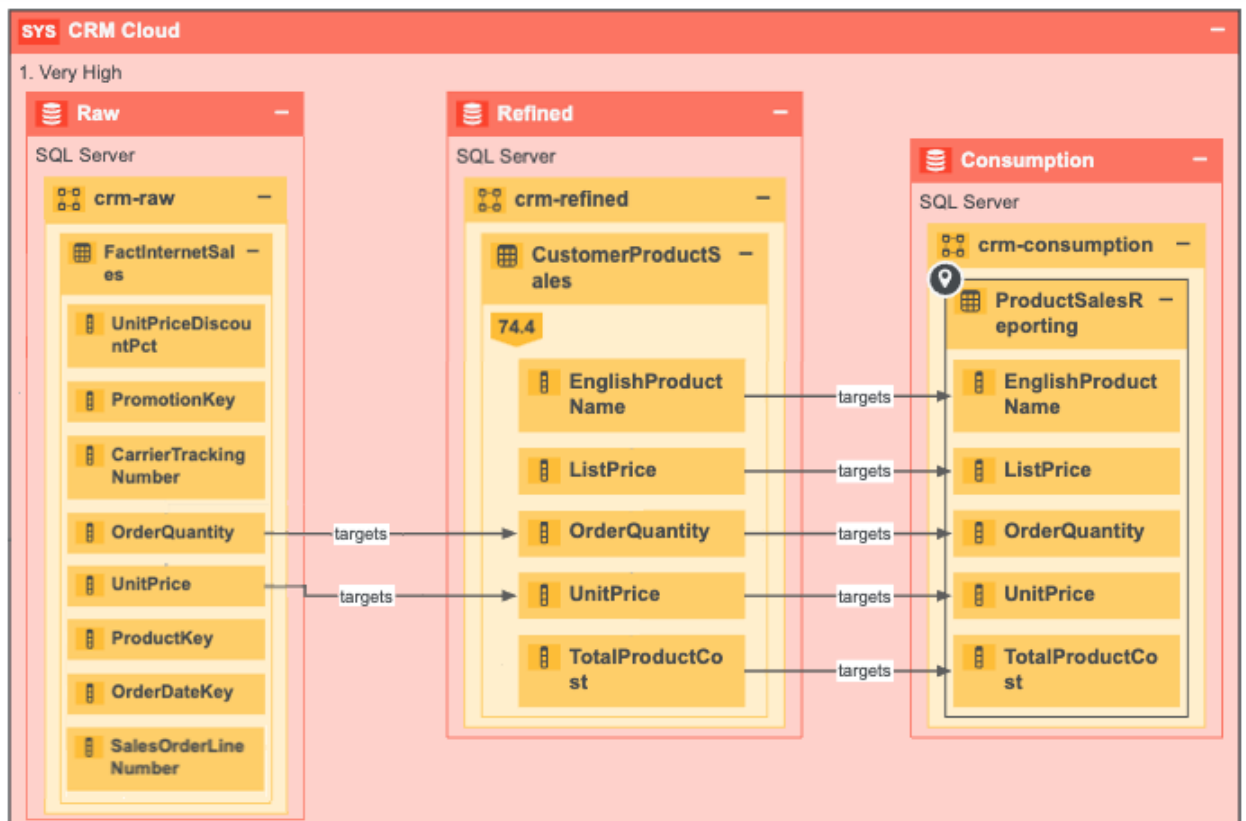 SYS CRM Cloud
1. Very High
Raw
SQL Server
crm-raw
FactInternetSal
es
UnitPriceDiscou
ntPct
PromotionKey
CarrierTracking
Number
OrderQuantity
UnitPrice
ProductKey
OrderDateKey
SalesOrderLine
Number
targets
targets
Refined
SQL Server
crm-refined
CustomerProductS
ales
74.4
EnglishProduct
Name
ListPrice
OrderQuantity
UnitPrice
TotalProductCo
st
targets
targets
targets
targets
targets
Consumption
SQL Server
crm-consumption
ProductSalesR
eporting
EnglishProduct
Name
ListPrice
OrderQuantity
UnitPrice
TotalProductCo
st